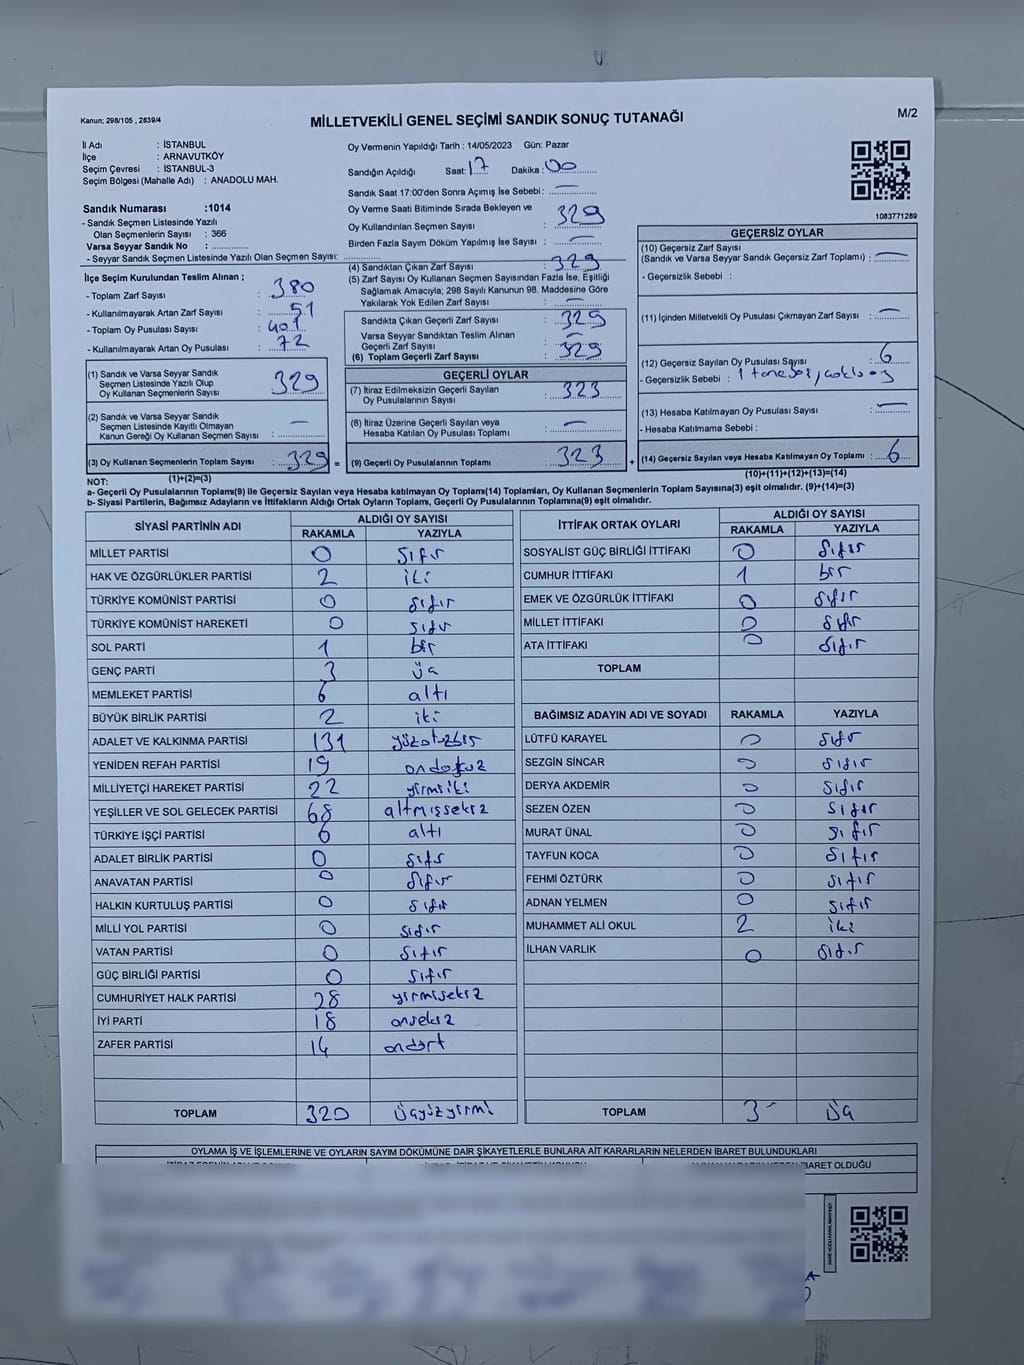 Kanun; 298/105 , 2839/4
MİLLETVEKİLİ GENEL SEÇİMİ SANDIK SONUÇ TUTANAĞI
M/2
İl Adı : İSTANBUL
İlçe : ARNAVUTKÖY
Seçim Çevresi : İSTANBUL-3
Seçim Bölgesi (Mahalle Adı) : ANADOLU MAH.
Sandık Numarası :1014
- Sandık Seçmen Listesinde Yazılı
Olan Seçmenlerin Sayısı : 366
Varsa Seyyar Sandık No :
- Seyyar Sandık Seçmen Listesinde Yazılı Olan Seçmen Sayısı:
Oy Vermenin Yapıldığı Tarih : 14/05/2023 Gün: Pazar
Sandığın Açıldığı Saat: 17 Dakika : 00
Sandık Saat 17:00'den Sonra Açımış İse Sebebi: —
Oy Verme Saati Bitiminde Sırada Bekleyen ve
Oy Kullandırılan Seçmen Sayısı : 329
Birden Fazla Sayım Döküm Yapılmış İse Sayısı : —
1083771289
İlçe Seçim Kurulundan Teslim Alınan ;
- Toplam Zarf Sayısı : 380
- Kullanılmayarak Artan Zarf Sayısı : 51
- Toplam Oy Pusulası Sayısı : 401
- Kullanılmayarak Artan Oy Pusulası : 72
(1) Sandık ve Varsa Seyyar Sandık
Seçmen Listesinde Yazılı Olup
Oy Kullanan Seçmenlerin Sayısı : 329
(2) Sandık ve Varsa Seyyar Sandık
Seçmen Listesinde Kayıtlı Olmayan
Kanun Gereği Oy Kullanan Seçmen Sayısı : —
(3) Oy Kullanan Seçmenlerin Toplam Sayısı : 329 =
(4) Sandıktan Çıkan Zarf Sayısı : 329
(5) Zarf Sayısı Oy Kullanan Seçmen Sayısından Fazla İse, Eşitliği
Sağlamak Amacıyla; 298 Sayılı Kanunun 98. Maddesine Göre
Yakılarak Yok Edilen Zarf Sayısı : —
Sandıkta Çıkan Geçerli Zarf Sayısı : 329
Varsa Seyyar Sandıktan Teslim Alınan
Geçerli Zarf Sayısı : —
(6) Toplam Geçerli Zarf Sayısı : 329
GEÇERLİ OYLAR
(7) İtiraz Edilmeksizin Geçerli Sayılan
Oy Pusulalarının Sayısı : 323
(8) İtiraz Üzerine Geçerli Sayılan veya
Hesaba Katılan Oy Pusulası Toplamı : —
(9) Geçerli Oy Pusulalarının Toplamı : 323 +
GEÇERSİZ OYLAR
(10) Geçersiz Zarf Sayısı
(Sandık ve Varsa Seyyar Sandık Geçersiz Zarf Toplamı) : —
- Geçersizlik Sebebi :
(11) İçinden Milletvekili Oy Pusulası Çıkmayan Zarf Sayısı : —
(12) Geçersiz Sayılan Oy Pusulası Sayısı : 6
- Geçersizlik Sebebi : 1 tane
(13) Hesaba Katılmayan Oy Pusulası Sayısı : —
- Hesaba Katılmama Sebebi :
(14) Geçersiz Sayılan veya Hesaba Katılmayan Oy Toplamı : 6
NOT: (1)+(2)=(3) (10)+(11)+(12)+(13)=(14)
a- Geçerli Oy Pusulalarının Toplamı(9) ile Geçersiz Sayılan veya Hesaba katılmayan Oy Toplamı(14) Toplamları, Oy Kullanan Seçmenlerin Toplam Sayısına(3) eşit olmalıdır. (9)+(14)=(3)
b- Siyasi Partilerin, Bağımsız Adayların ve İttifakların Aldığı Ortak Oyların Toplamı, Geçerli Oy Pusulalarının Toplamına(9) eşit olmalıdır.
SİYASİ PARTİNİN ADI ALDIĞI OY SAYISI
RAKAMLA YAZIYLA
MİLLET PARTİSİ 0 sıfır
HAK VE ÖZGÜRLÜKLER PARTİSİ 2 iki
TÜRKİYE KOMÜNİST PARTİSİ 0 sıfır
TÜRKİYE KOMÜNİST HAREKETİ 0 sıfır
SOL PARTİ 1 bir
GENÇ PARTİ 3 üç
MEMLEKET PARTİSİ 6 altı
BÜYÜK BİRLİK PARTİSİ 2 iki
ADALET VE KALKINMA PARTİSİ 131 yüzotuzbir
YENİDEN REFAH PARTİSİ 19 ondokuz
MİLLİYETÇİ HAREKET PARTİSİ 22 yirmiiki
YEŞİLLER VE SOL GELECEK PARTİSİ 68 altmışsekiz
TÜRKİYE İŞÇİ PARTİSİ 6 altı
ADALET BİRLİK PARTİSİ 0 sıfır
ANAVATAN PARTİSİ 0 sıfır
HALKIN KURTULUŞ PARTİSİ 0 sıfır
MİLLİ YOL PARTİSİ 0 sıfır
VATAN PARTİSİ 0 sıfır
GÜÇ BİRLİĞİ PARTİSİ 0 sıfır
CUMHURİYET HALK PARTİSİ 28 yirmisekiz
İYİ PARTİ 18 onsekiz
ZAFER PARTİSİ 14 ondört
TOPLAM 320 üçyüzyirmi
İTTİFAK ORTAK OYLARI ALDIĞI OY SAYISI
RAKAMLA YAZIYLA
SOSYALİST GÜÇ BİRLİĞİ İTTİFAKI 0 sıfır
CUMHUR İTTİFAKI 1 bir
EMEK VE ÖZGÜRLÜK İTTİFAKI 0 sıfır
MİLLET İTTİFAKI 0 sıfır
ATA İTTİFAKI 0 sıfır
TOPLAM
BAĞIMSIZ ADAYIN ADI VE SOYADI RAKAMLA YAZIYLA
LÜTFÜ KARAYEL 0 sıfır
SEZGİN SİNCAR 0 sıfır
DERYA AKDEMİR 0 sıfır
SEZEN ÖZEN 0 sıfır
MURAT ÜNAL 0 sıfır
TAYFUN KOCA 0 sıfır
FEHMİ ÖZTÜRK 0 sıfır
ADNAN YELMEN 0 sıfır
MUHAMMET ALİ OKUL 2 iki
İLHAN VARLIK 0 sıfır
TOPLAM 3 üç
OYLAMA İŞ VE İŞLEMLERİNE VE OYLARIN SAYIM DÖKÜMÜNE DAİR ŞİKAYETLERLE BUNLARA AİT KARARLARIN NELERDEN İBARET BULUNDUKLARI
İBARET OLDUĞU